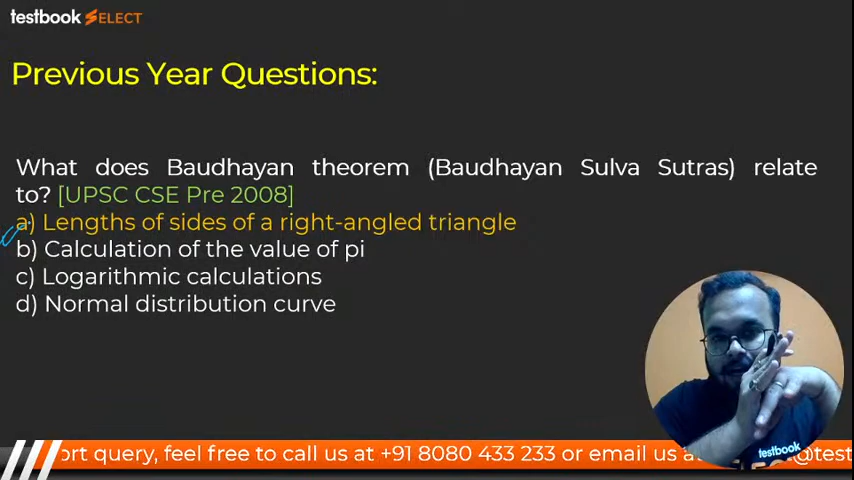 testbook SELECT
Previous Year Questions:
What does Baudhayan theorem (Baudhayan Sulva Sutras) relate
to? [UPSC CSE Pre 2008]
a) Lengths of sides of a right-angled triangle
b) Calculation of the value of pi
c) Logarithmic calculations
d) Normal distribution curve
testbook
ort query, feel free to call us at +91 8080 433 233 or email us a @test